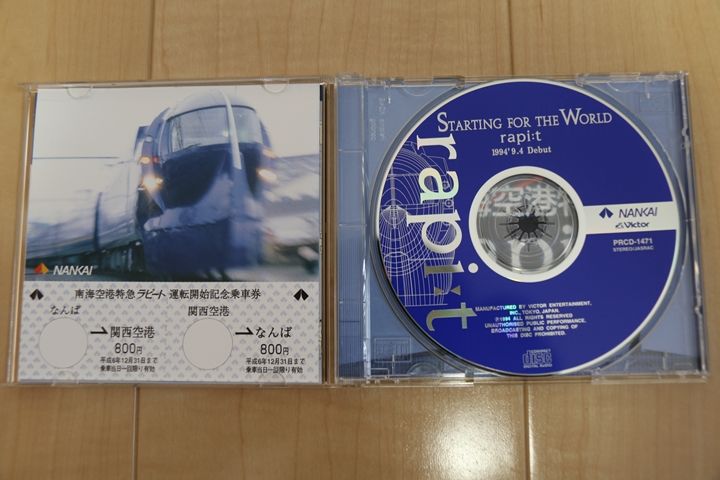 NANKAI
南海空港特急 ラピート 運転開始記念乗車券
なんば
→関西空港
800円
平成6年12月31日まで
乗車当日一回限り有効
関西空港
→なんば
800円
平成6年12月31日まで
乗車当日一回限り有効
STARTING FOR THE WORLD
rapi:t
1994'9.4 Debut
rapi:t
NANKAI
Victor
PRCD-1471
STEREO/JASRAC
MANUFACTURED BY VICTOR ENTERTAINMENT,
INC., TOKYO, JAPAN.
℗1994 ALL RIGHTS RESERVED
UNAUTHORISED PUBLIC PERFORMANCE,
BROADCASTING AND COPYING OF
THIS DISC PROHIBITED.
COMPACT
disc
DIGITAL AUDIO
空港